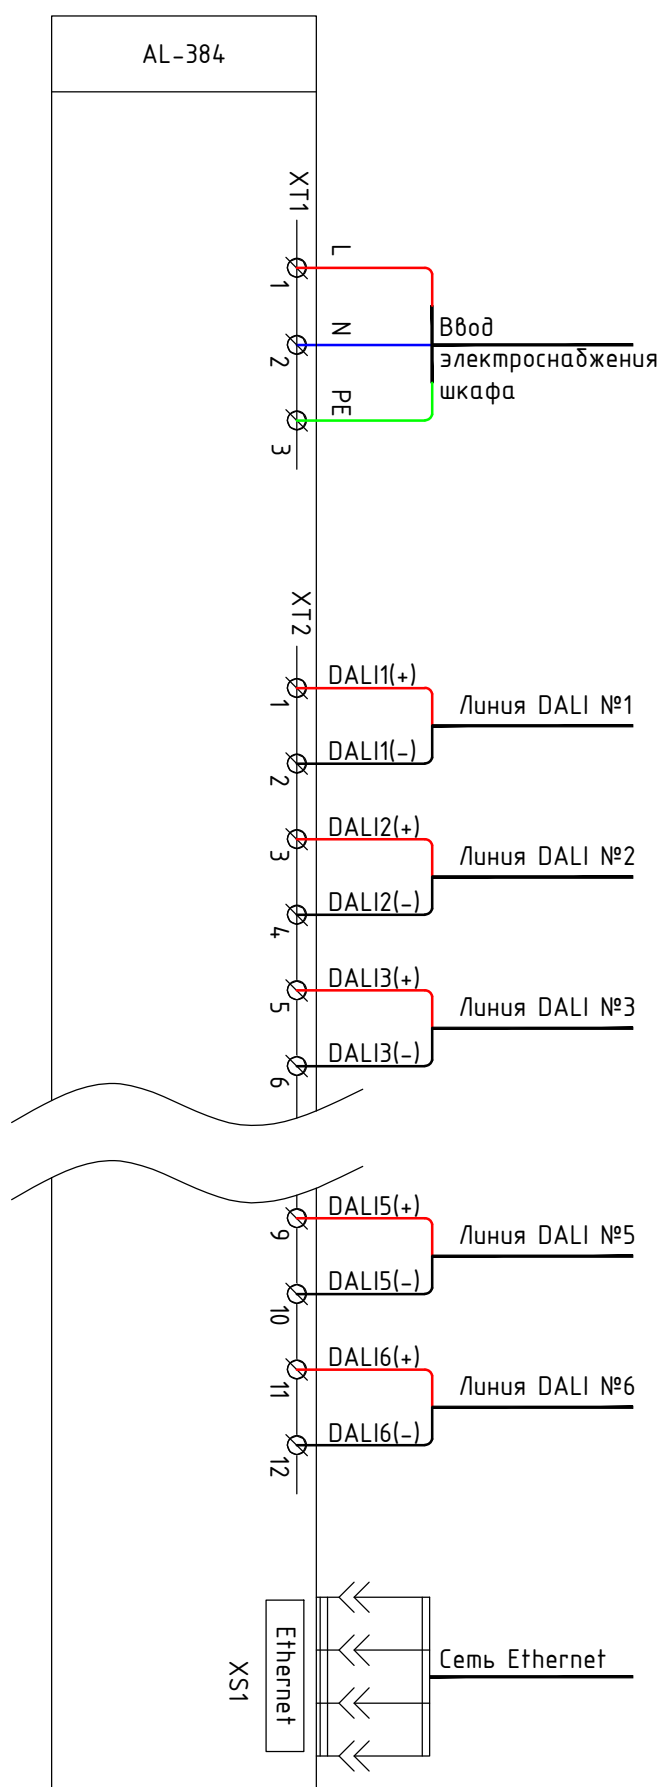 AL-384
XT1
L
1
N
2
PE
3
Ввод
электроснабжения
шкафа
XT2
DALI1(+)
1
Линия DALI №1
DALI1(-)
2
DALI2(+)
3
Линия DALI №2
DALI2(-)
4
DALI3(+)
5
Линия DALI №3
DALI3(-)
6
DALI5(+)
9
Линия DALI №5
DALI5(-)
10
DALI6(+)
11
Линия DALI №6
DALI6(-)
12
Ethernet
XS1
Сеть Ethernet